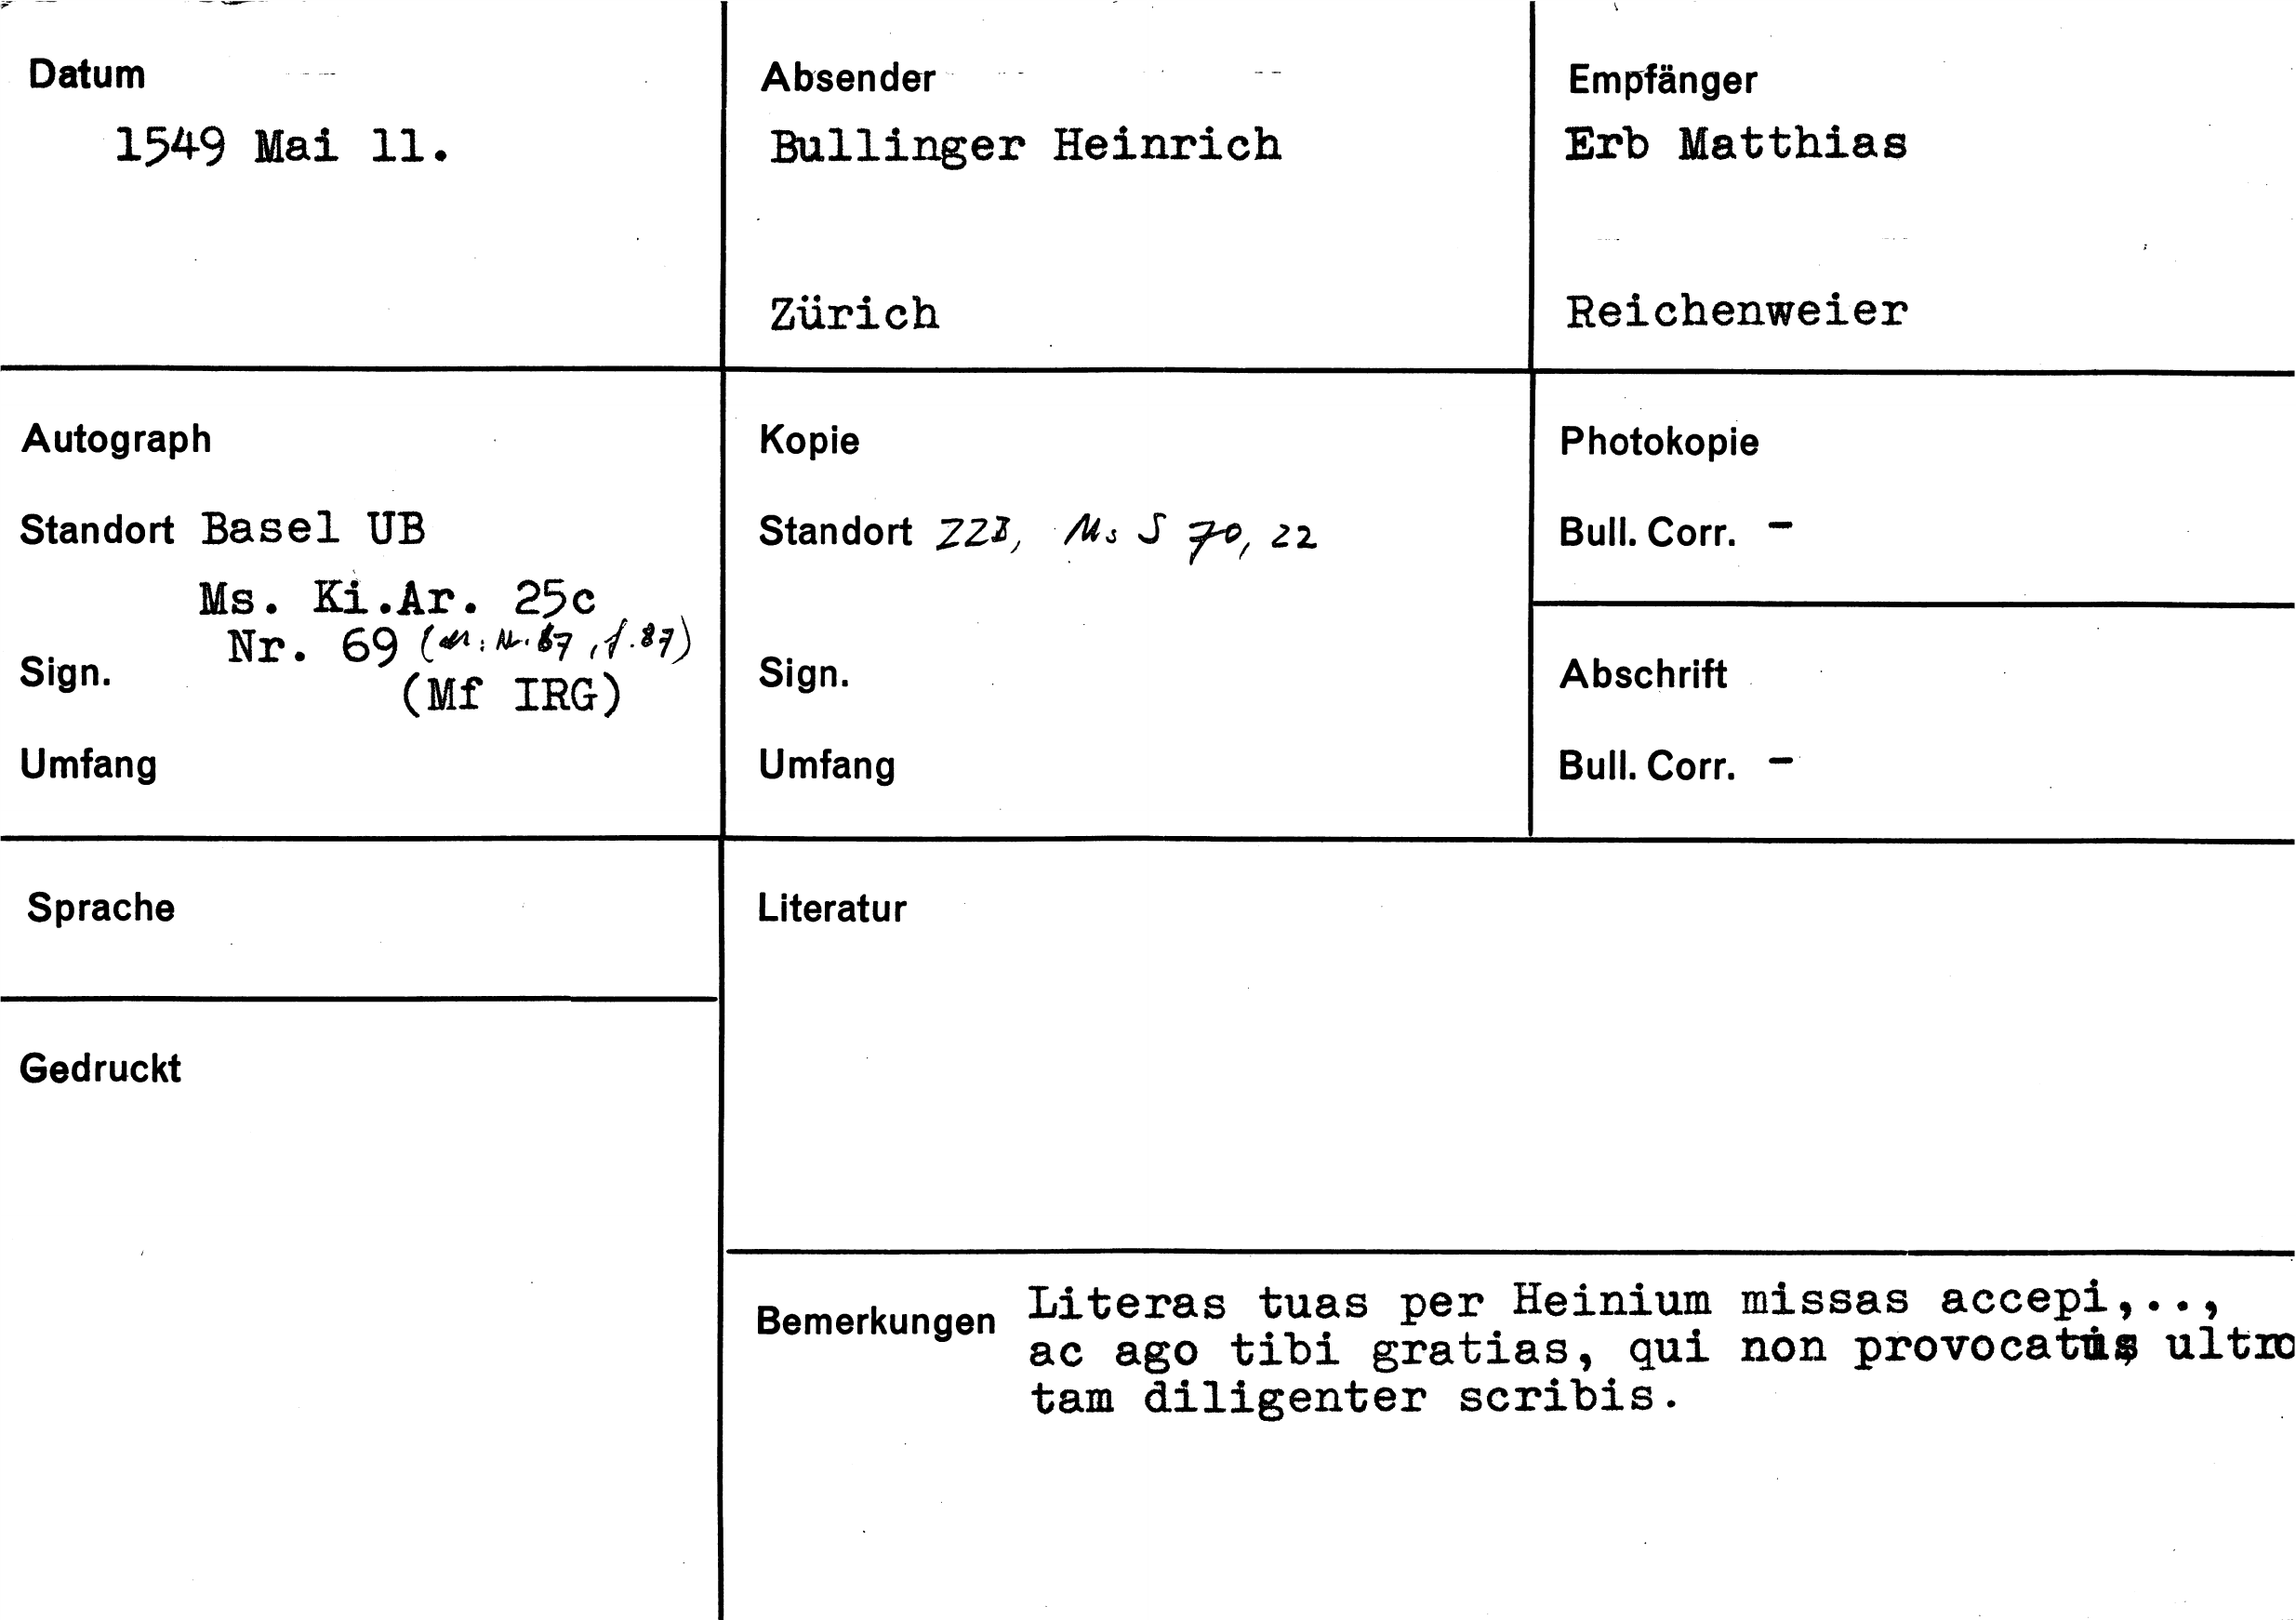 Datum
1549 Mai 11.
Absender
Bullinger Heinrich
Zürich
Empfänger
Erb Matthias
Reichenweier
Autograph
Standort Basel UB
Ms. Ki.Ar. 25c
Nr. 69 (
67, f. 87)
Sign.
(Mf IRG)
Umfang
Kopie
Standort ZZB, Ms S 70, 22
Sign.
Umfang
Photokopie
Bull. Corr. -
Abschrift
Bull. Corr. -
Sprache
Gedruckt
Literatur
Bemerkungen
Literas tuas per Heinium missas accepi,..,
ac ago tibi gratias, qui non provocatus ultro
tam diligenter scribis.